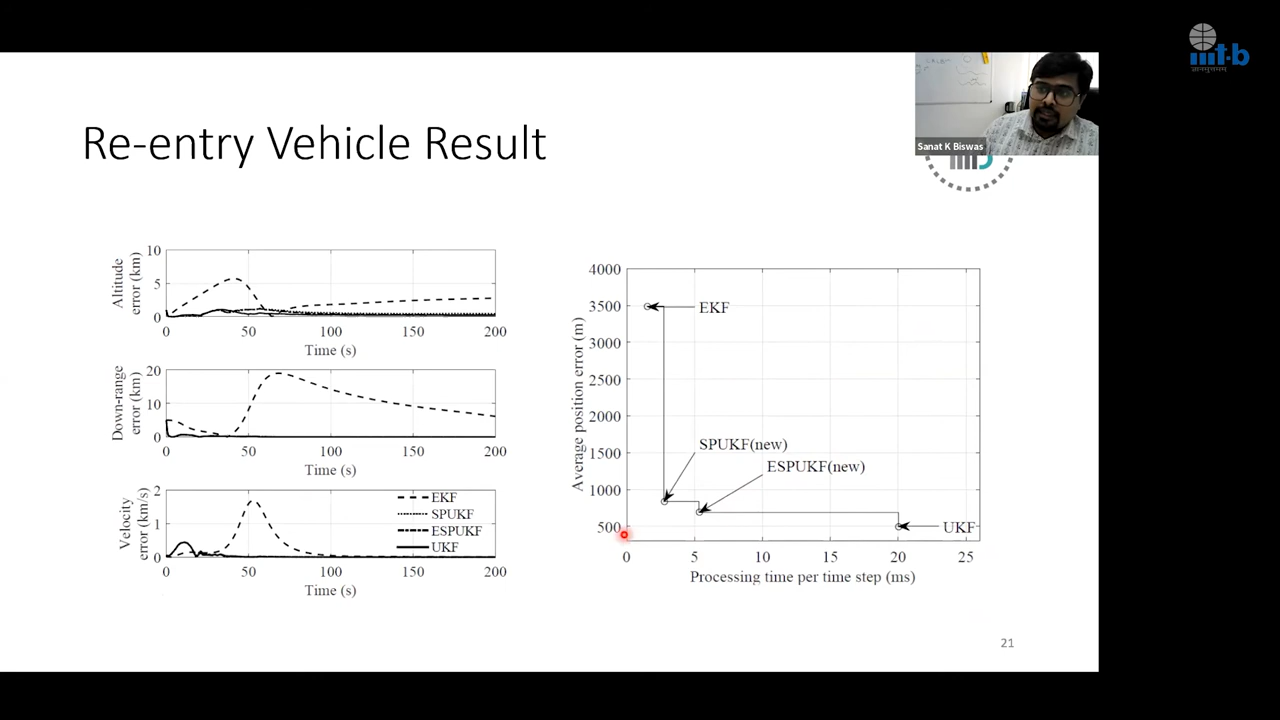 iiit-b
ज्ञानमुत्तमम्
Sanat K Biswas
Re-entry Vehicle Result
Altitude
error (km)
10
5
0
0 50 100 150 200
Time (s)
Down-range
error (km)
20
10
0
0 50 100 150 200
Time (s)
Velocity
error (km/s)
2
1
0
EKF
SPUKF
ESPUKF
UKF
0 50 100 150 200
Time (s)
Average position error (m)
4000
3500
3000
2500
2000
1500
1000
500
EKF
SPUKF(new)
ESPUKF(new)
UKF
0 5 10 15 20 25
Processing time per time step (ms)
21